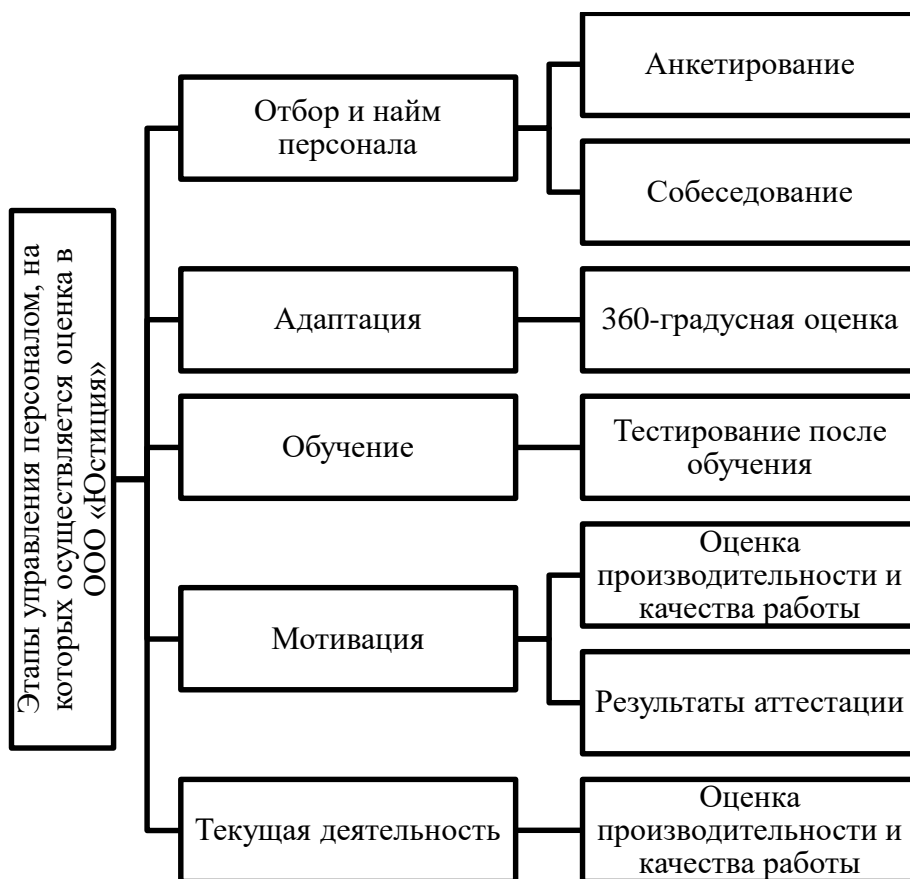 Этапы управления персоналом, на
которых осуществляется оценка в
ООО «Юстиция»
Отбор и найм
персонала
Анкетирование
Собеседование
Адаптация
360-градусная оценка
Обучение
Тестирование после
обучения
Мотивация
Оценка
производительности и
качества работы
Результаты аттестации
Текущая деятельность
Оценка
производительности и
качества работы